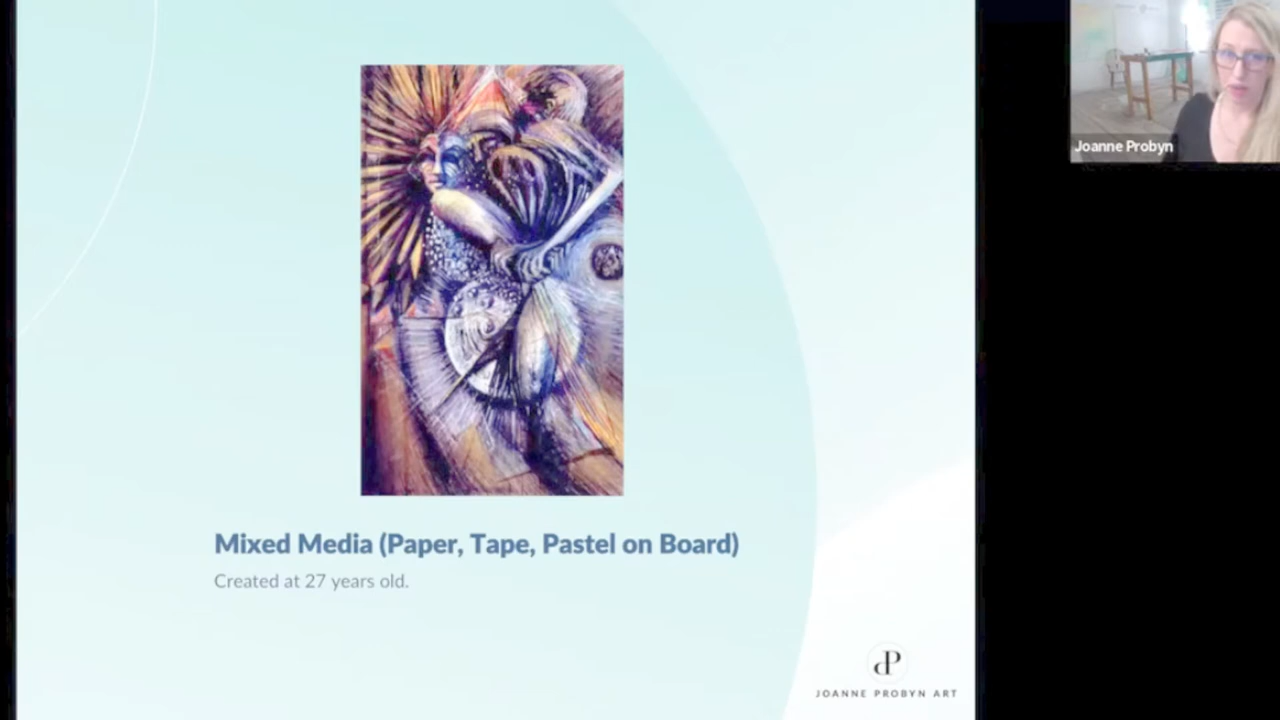 Joanne Probyn
Mixed Media (Paper, Tape, Pastel on Board)
Created at 27 years old.
JP
JOANNE PROBYN ART